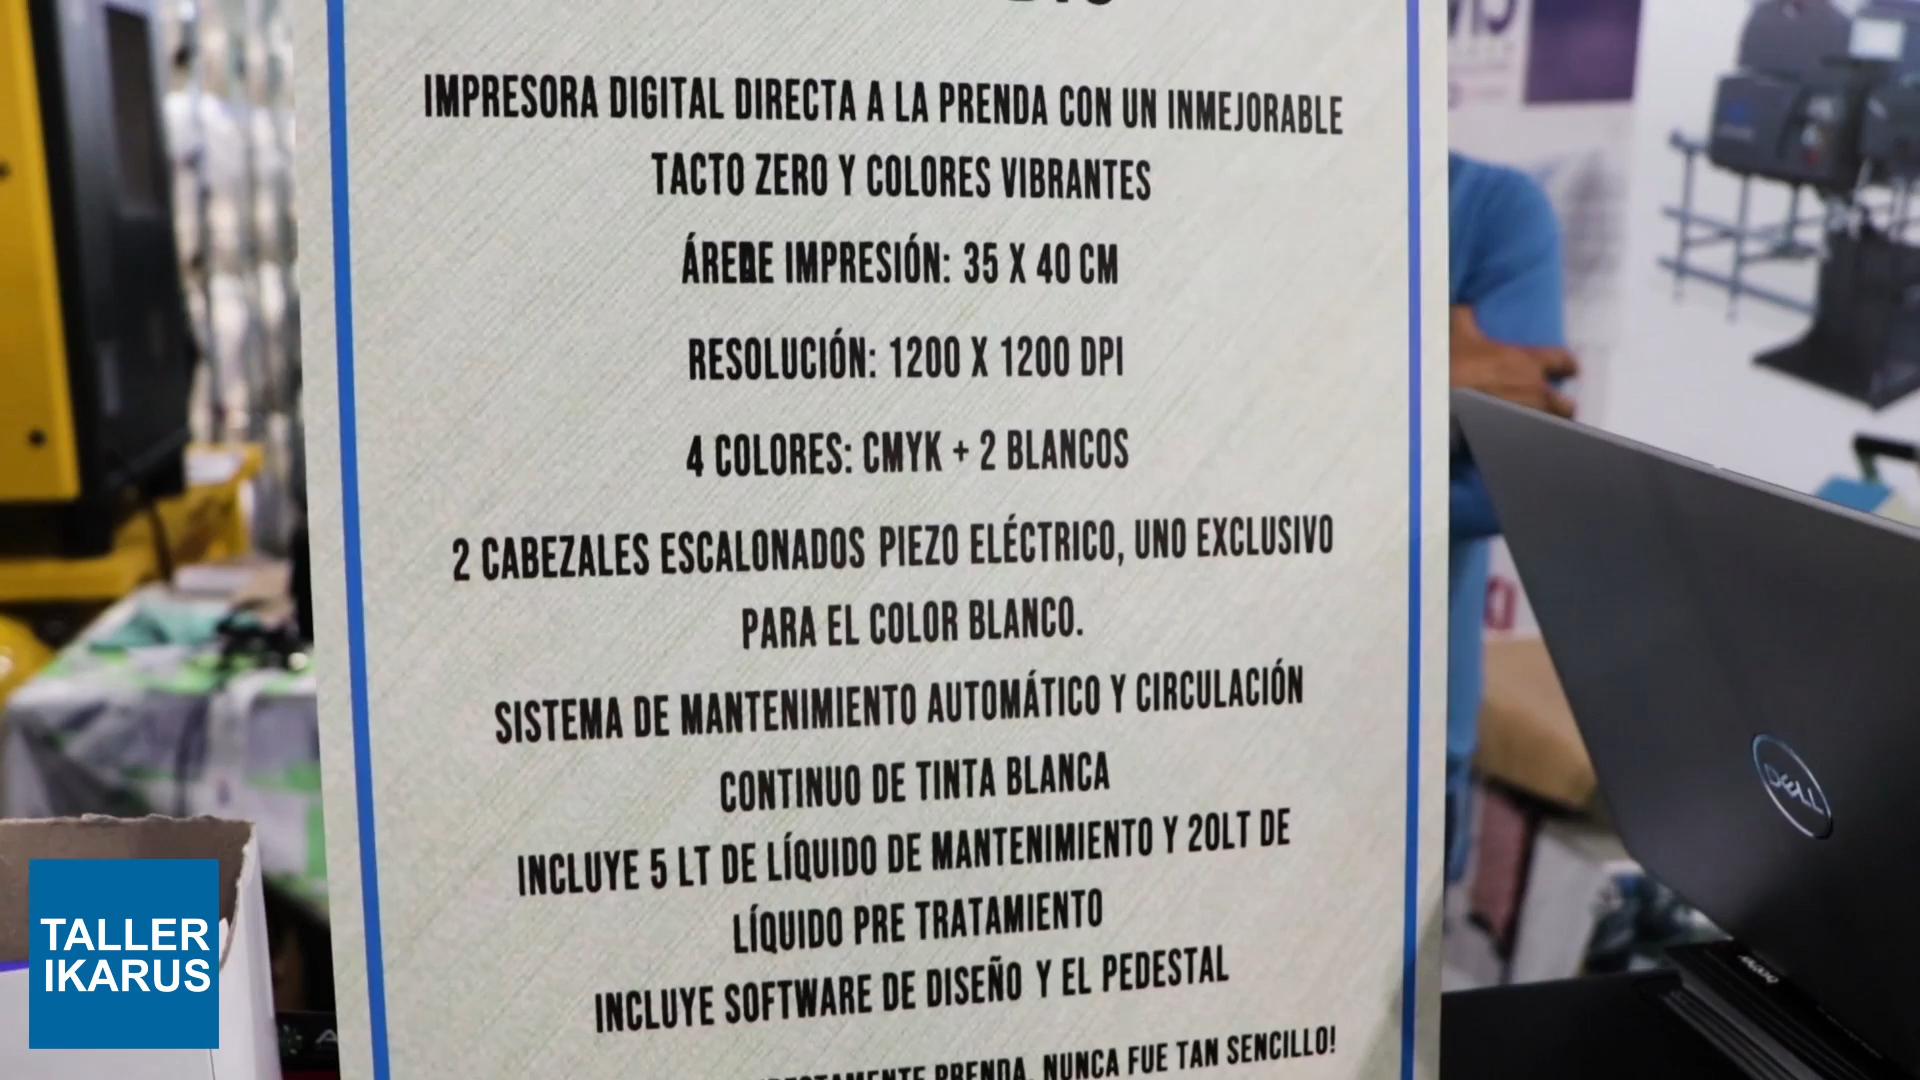 IMPRESORA DIGITAL DIRECTA A LA PRENDA CON UN INMEJORABLE
TACTO ZERO Y COLORES VIBRANTES
ÁREDE IMPRESIÓN: 35 X 40 CM
RESOLUCIÓN: 1200 X 1200 DPI
4 COLORES: CMYK + 2 BLANCOS
2 CABEZALES ESCALONADOS PIEZO ELÉCTRICO, UNO EXCLUSIVO
PARA EL COLOR BLANCO.
SISTEMA DE MANTENIMIENTO AUTOMÁTICO Y CIRCULACIÓN
CONTINUO DE TINTA BLANCA
INCLUYE 5 LT DE LÍQUIDO DE MANTENIMIENTO Y 20LT DE
LÍQUIDO PRE TRATAMIENTO
INCLUYE SOFTWARE DE DISEÑO Y EL PEDESTAL
PRENDA, NUNCA FUE TAN SENCILLO!
DELL
brother
TALLER
IKARUS